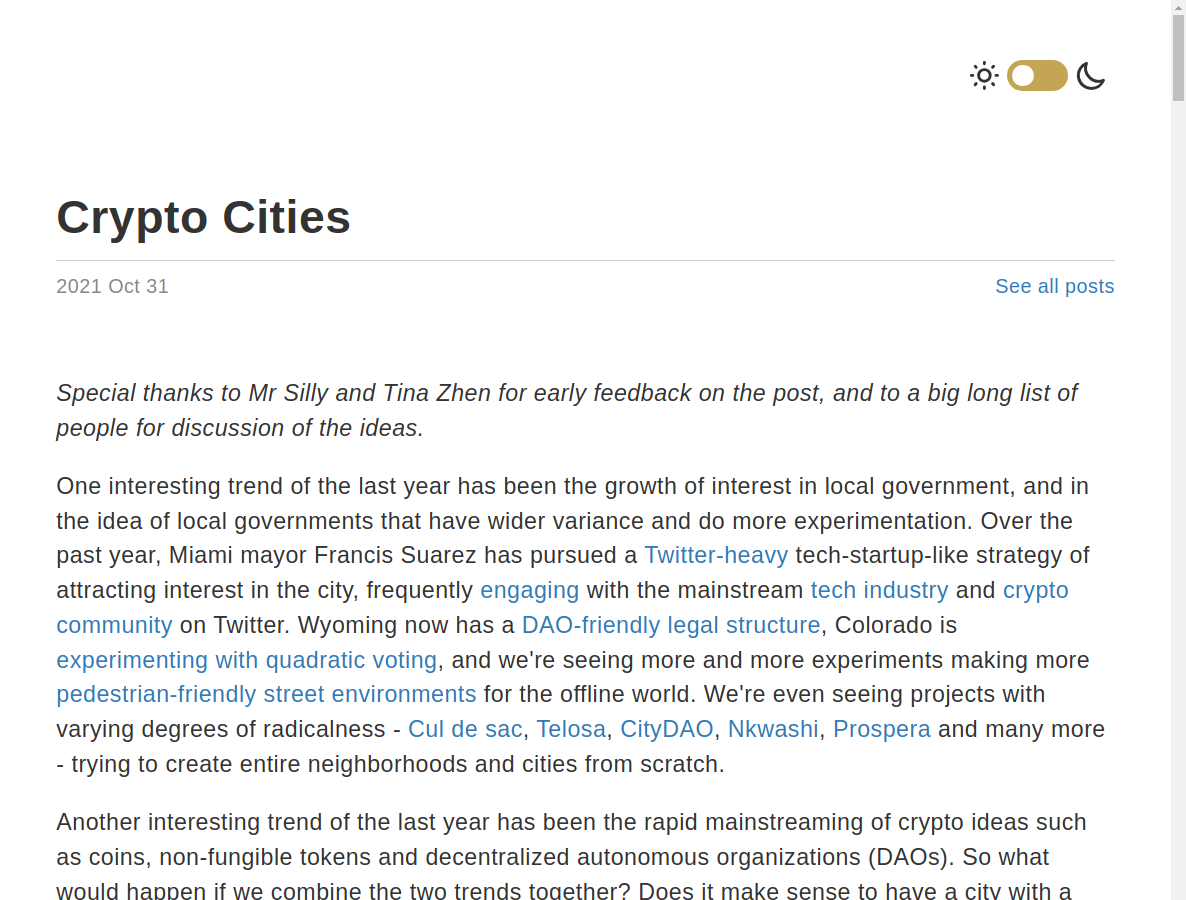 Crypto Cities
2021 Oct 31
See all posts
Special thanks to Mr Silly and Tina Zhen for early feedback on the post, and to a big long list of
people for discussion of the ideas.
One interesting trend of the last year has been the growth of interest in local government, and in
the idea of local governments that have wider variance and do more experimentation. Over the
past year, Miami mayor Francis Suarez has pursued a Twitter-heavy tech-startup-like strategy of
attracting interest in the city, frequently engaging with the mainstream tech industry and crypto
community on Twitter. Wyoming now has a DAO-friendly legal structure, Colorado is
experimenting with quadratic voting, and we're seeing more and more experiments making more
pedestrian-friendly street environments for the offline world. We're even seeing projects with
varying degrees of radicalness - Cul de sac, Telosa, CityDAO, Nkwashi, Prospera and many more
- trying to create entire neighborhoods and cities from scratch.
Another interesting trend of the last year has been the rapid mainstreaming of crypto ideas such
as coins, non-fungible tokens and decentralized autonomous organizations (DAOs). So what
would happen if we combine the two trends together? Does it make sense to have a city with a